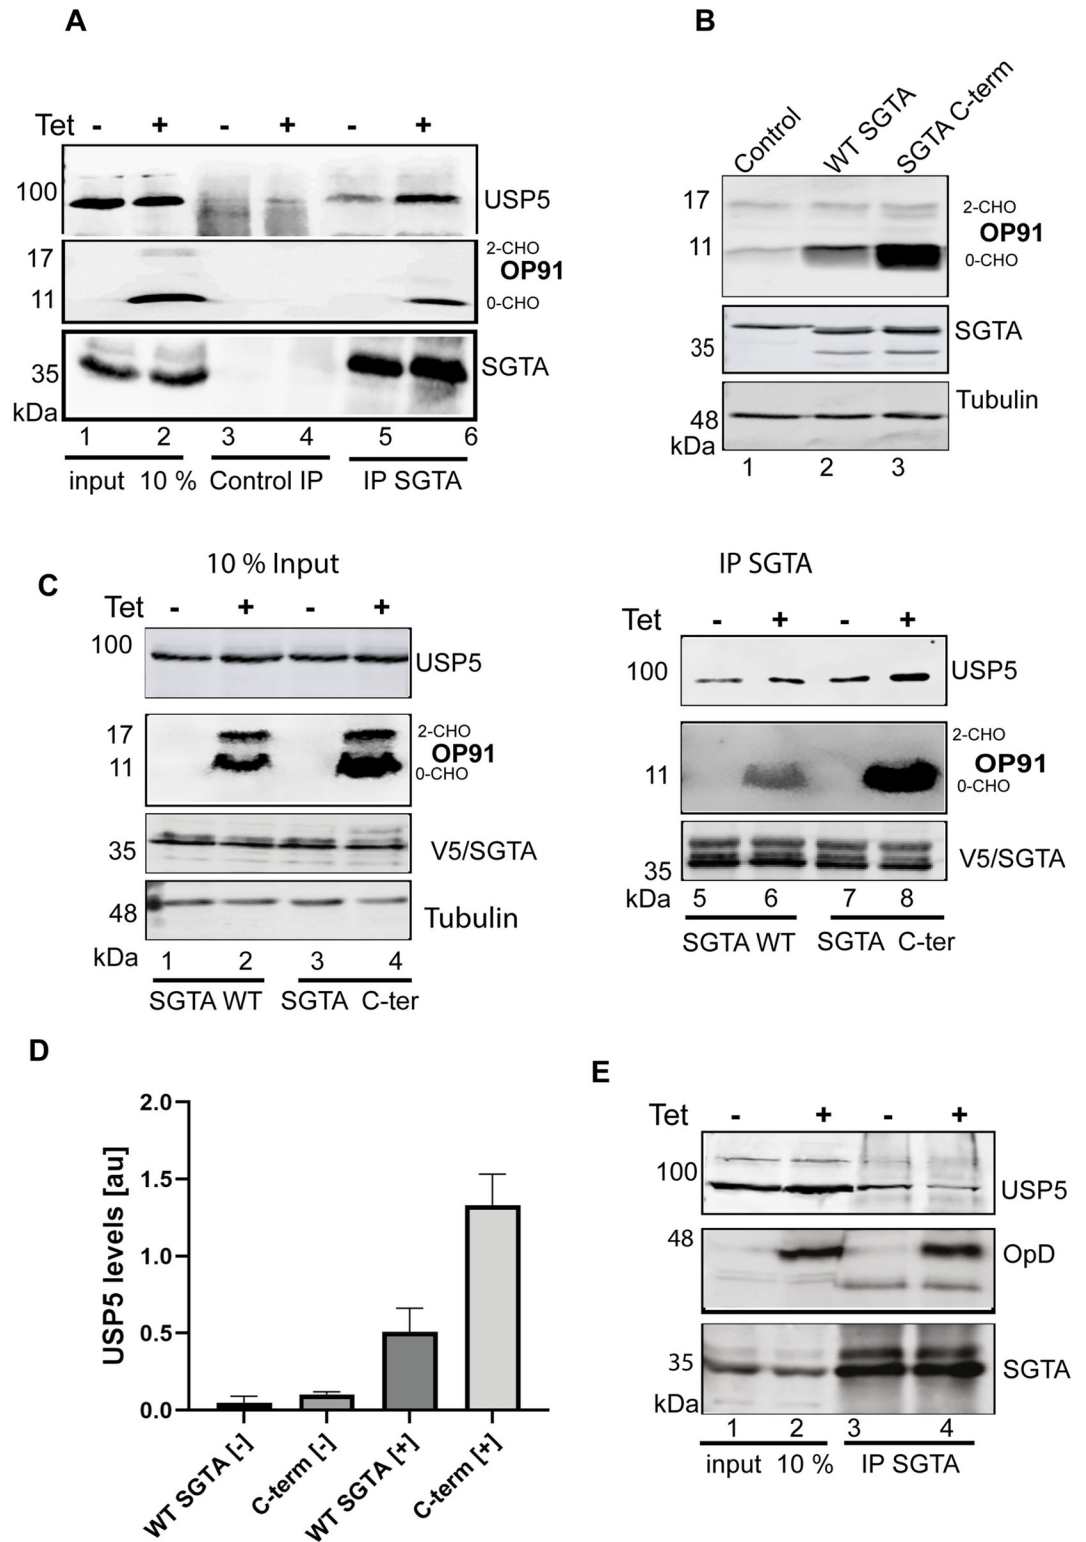 A
Tet - + - + - +
100 USP5
17 2-CHO
OP91
11 0-CHO
35 SGTA
kDa
1 2 3 4 5 6
input 10 % Control IP IP SGTA
B
Control WT SGTA SGTA C-term
17 2-CHO
OP91
11 0-CHO
SGTA
35
Tubulin
48
kDa
1 2 3
C
10 % Input
Tet - + - +
100 USP5
17 2-CHO
OP91
11 0-CHO
35 V5/SGTA
48 Tubulin
kDa 1 2 3 4
SGTA WT SGTA C-ter
IP SGTA
Tet - + - +
100 USP5
2-CHO
OP91
11 0-CHO
V5/SGTA
35
kDa 5 6 7 8
SGTA WT SGTA C-ter
D
USP5 levels [au]
2.0
1.5
1.0
0.5
0.0
WT SGTA [-] C-term [-] WT SGTA [+] C-term [+]
E
Tet - + - +
100 USP5
48 OpD
35 SGTA
kDa
1 2 3 4
input 10 % IP SGTA